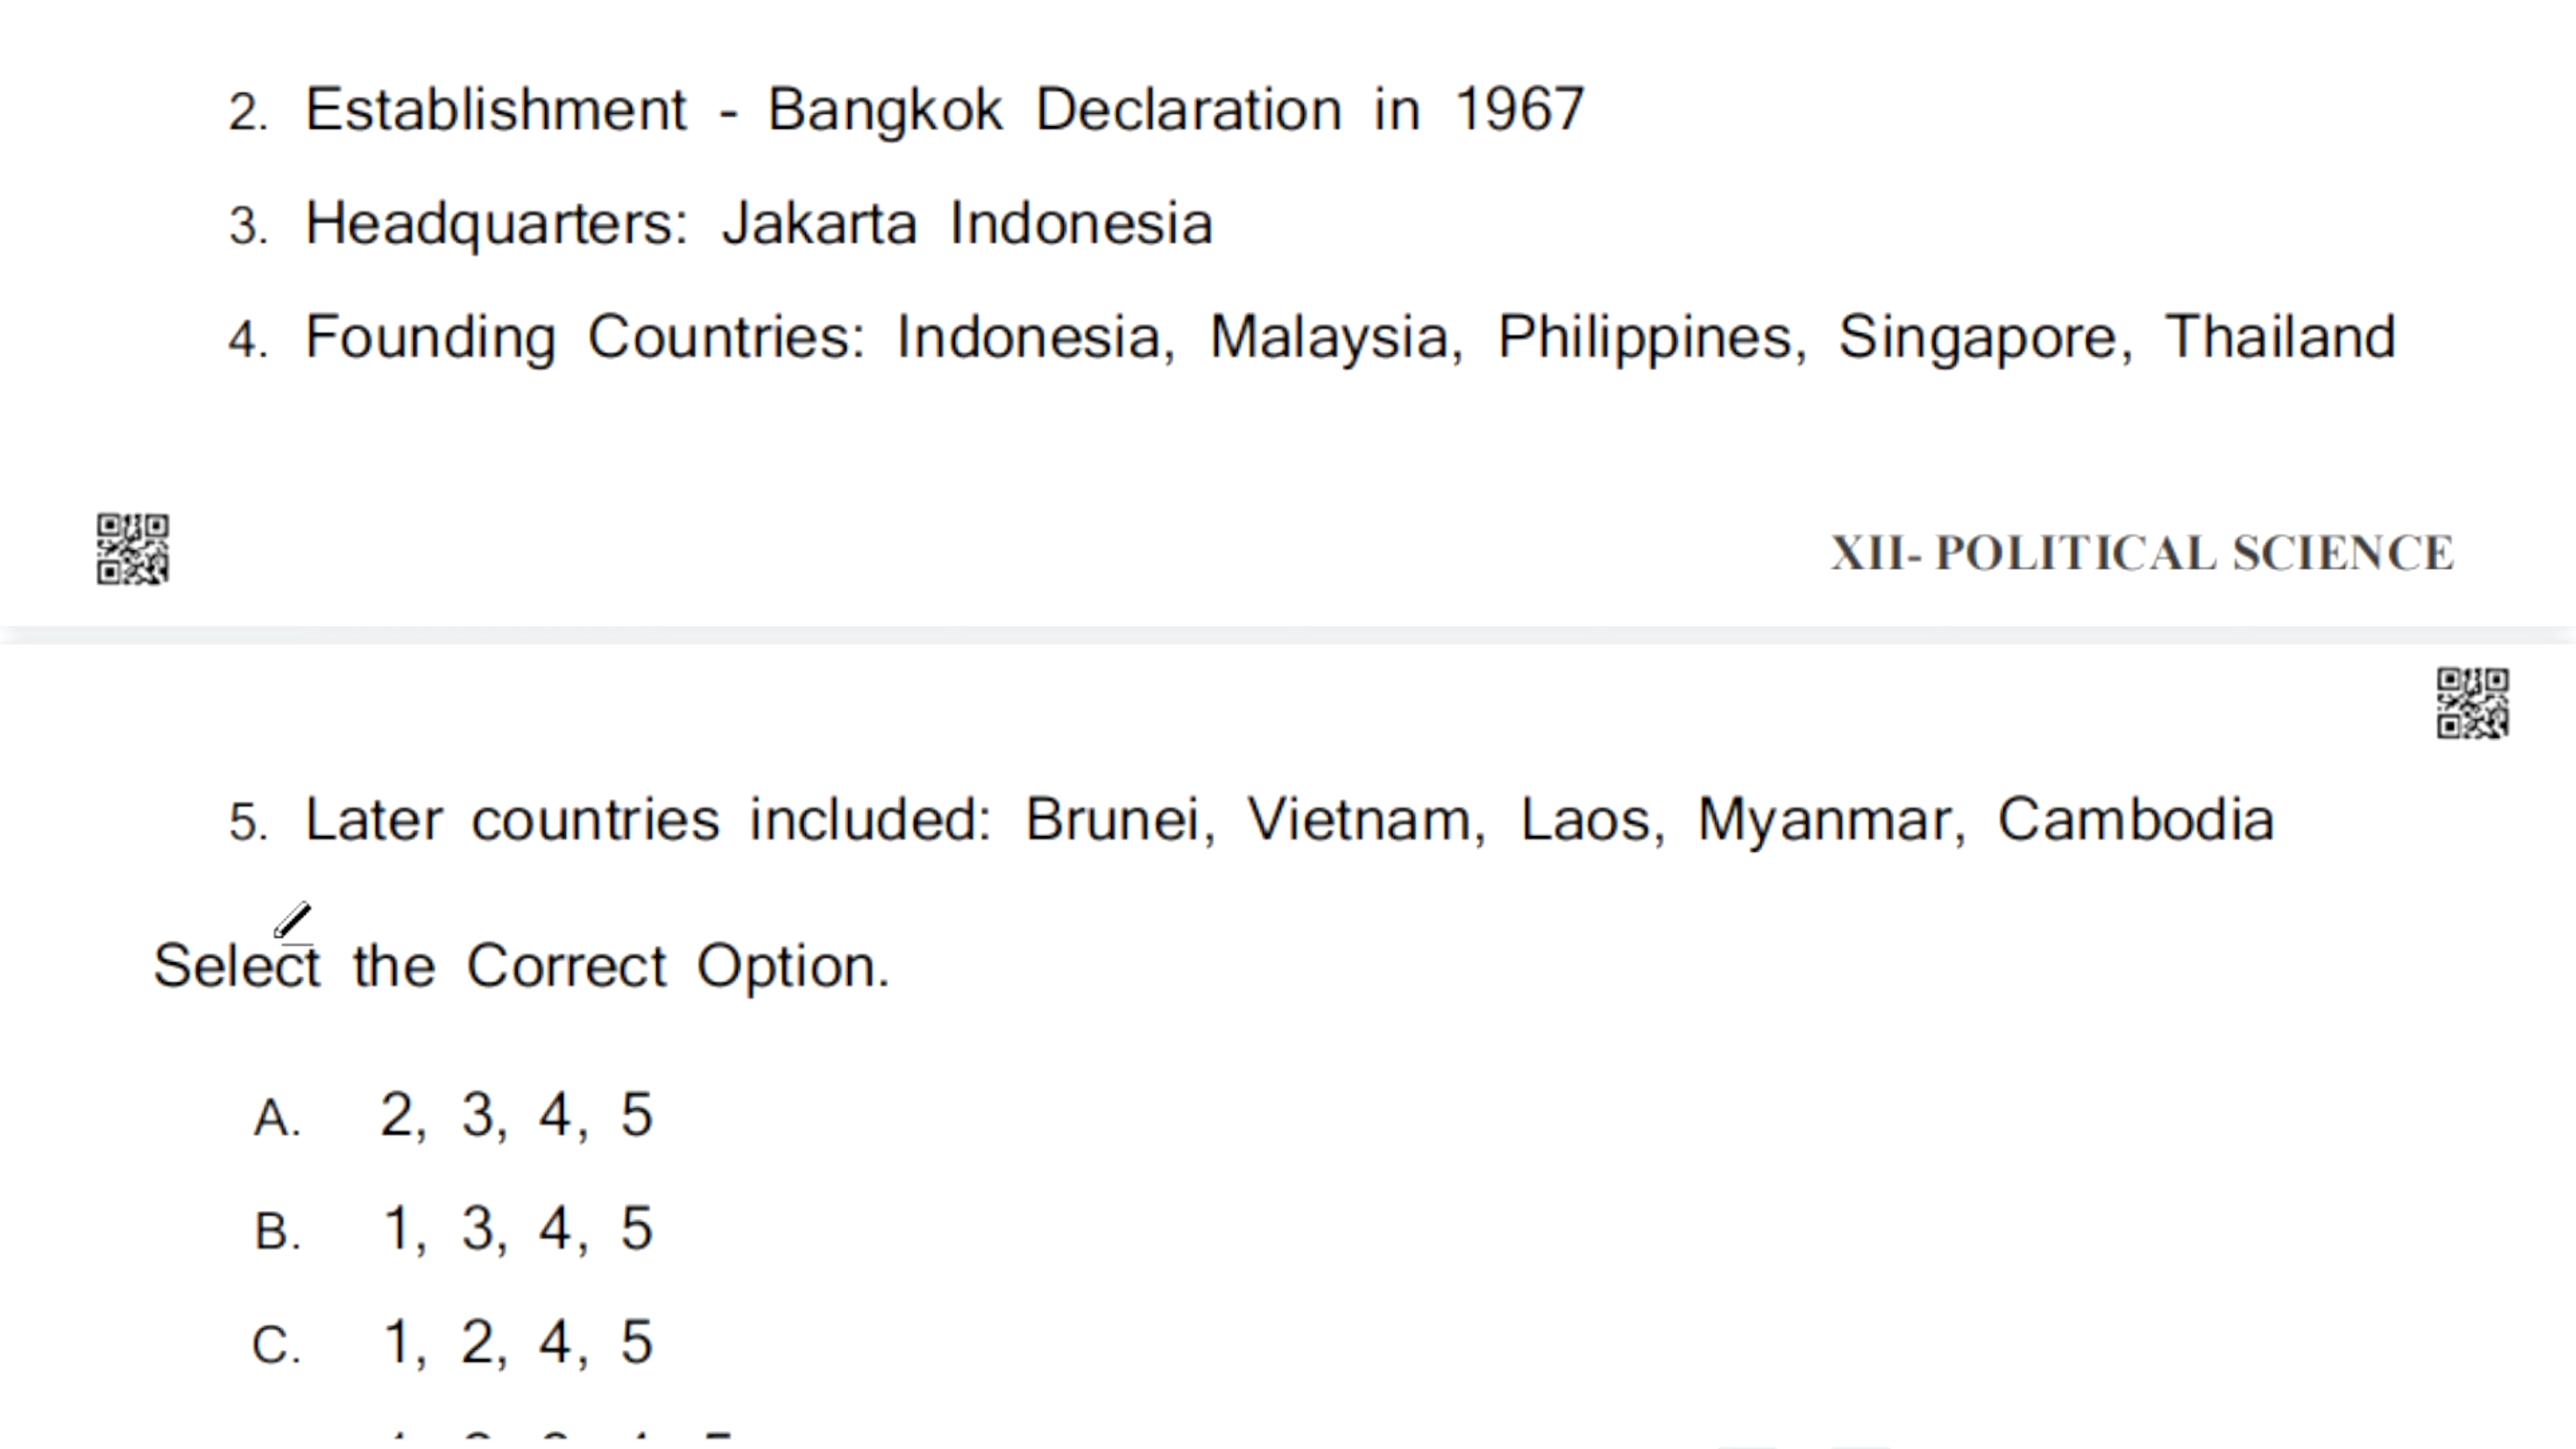 2. Establishment - Bangkok Declaration in 1967
3. Headquarters: Jakarta Indonesia
4. Founding Countries: Indonesia, Malaysia, Philippines, Singapore, Thailand
XII- POLITICAL SCIENCE
5. Later countries included: Brunei, Vietnam, Laos, Myanmar, Cambodia
Select the Correct Option.
A. 2, 3, 4, 5
B. 1, 3, 4, 5
C. 1, 2, 4, 5